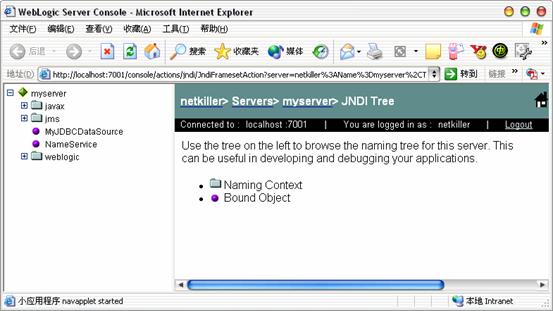 WebLogic Server Console - Microsoft Internet Explorer
文件(F) 编辑(E) 查看(V) 收藏(A) 工具(T) 帮助(H)
后退 搜索 收藏夹 媒体
地址(D) http://localhost:7001/console/actions/jndi/JndiFramesetAction?server=netkiller%3AName%3Dmyserver%2CT 转到 链接 »
myserver
javax
jms
MyJDBCDataSource
NameService
weblogic
netkiller> Servers> myserver> JNDI Tree
Connected to : localhost :7001 | You are logged in as : netkiller | Logout
Use the tree on the left to browse the naming tree for this server. This
can be useful in developing and debugging your applications.
Naming Context
Bound Object
小应用程序 navapplet started 本地 Intranet